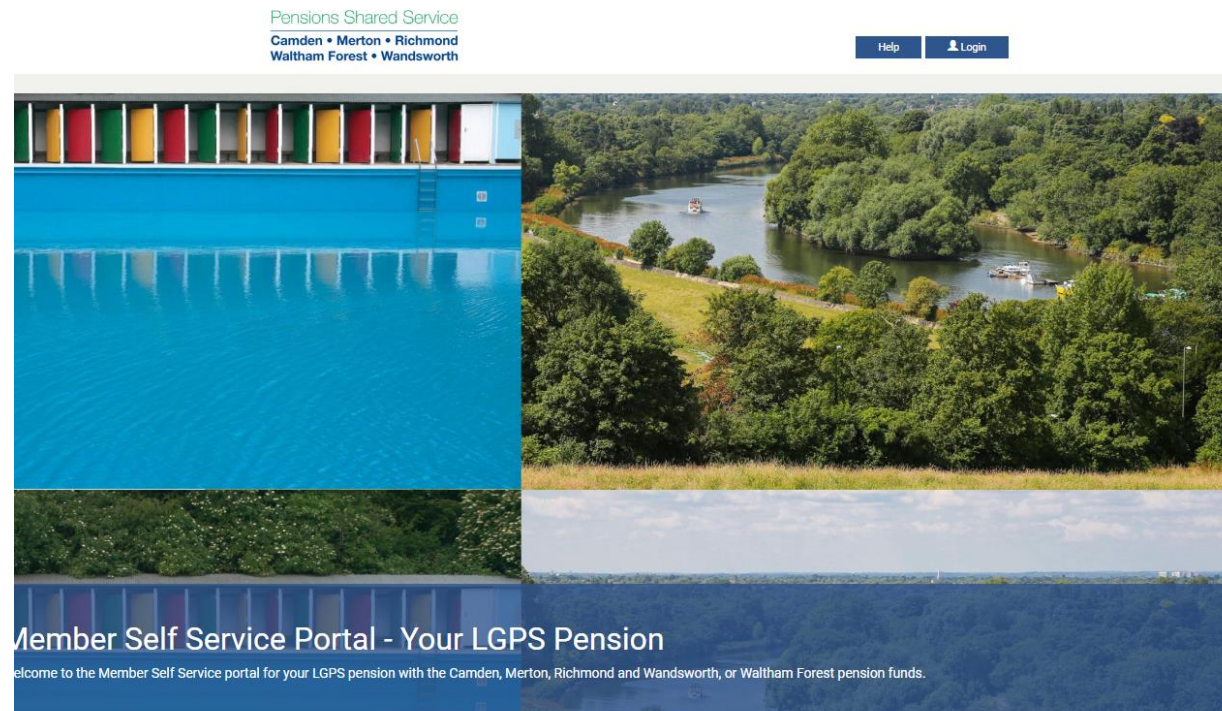 Pensions Shared Service
Camden • Merton • Richmond
Waltham Forest • Wandsworth
Help
Login
Member Self Service Portal - Your LGPS Pension
elcome to the Member Self Service portal for your LGPS pension with the Camden, Merton, Richmond and Wandsworth, or Waltham Forest pension funds.